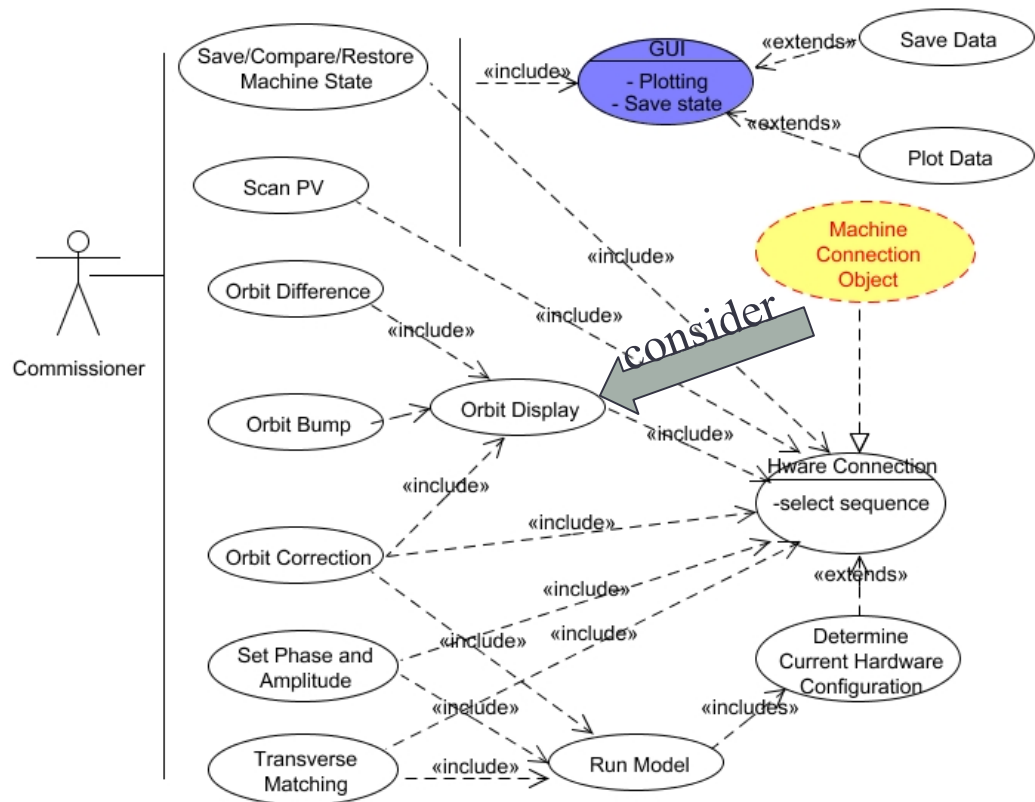 Save/Compare/Restore
Machine State
«include»
GUI
- Plotting
- Save state
«extends»
Save Data
«extends»
Plot Data
Scan PV
Machine
Connection
Object
«include»
Orbit Difference
«include»
«include»
consider
Commissioner
Orbit Bump
Orbit Display
«include»
Hware Connection
-select sequence
«include»
Orbit Correction
«include»
«extends»
«include»
Set Phase and
Amplitude
«include»
«include»
Determine
Current Hardware
Configuration
«include»
«includes»
Transverse
Matching
«include»
Run Model